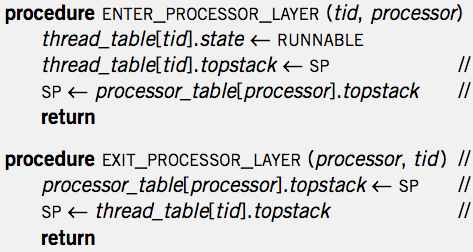 procedure ENTER_PROCESSOR_LAYER (tid, processor)
thread_table[tid].state ← RUNNABLE
thread_table[tid].topstack ← SP //
SP ← processor_table[processor].topstack //
return
procedure EXIT_PROCESSOR_LAYER (processor, tid) //
processor_table[processor].topstack ← SP //
SP ← thread_table[tid].topstack //
return